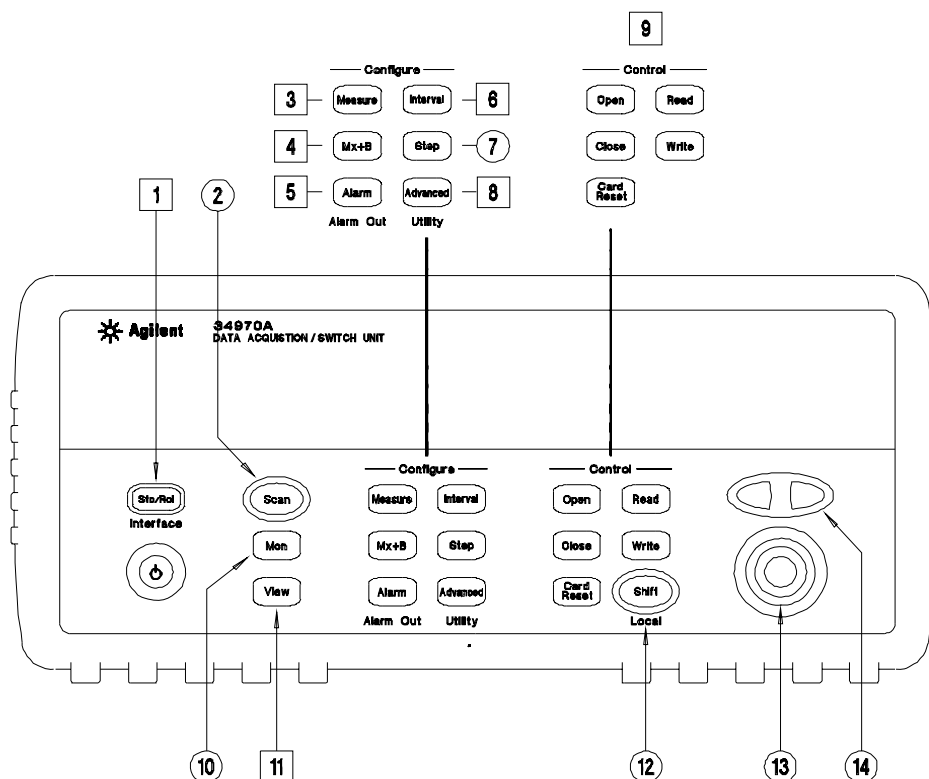 9
Configure
Control
3 Measure Interval 6
Open Read
4 Mx+B Step 7
Close Write
5 Alarm Advanced 8
Card Reset
Alarm Out Utility
1 2
Agilent 34970A
DATA ACQUISTION / SWITCH UNIT
Configure
Control
Sto/Rcl
Interface
Scan
Measure Interval
Open Read
Mon
Mx+B Step
Close Write
View
Alarm Advanced
Card Reset
Shift
Alarm Out Utility
Local
10 11 12 13 14